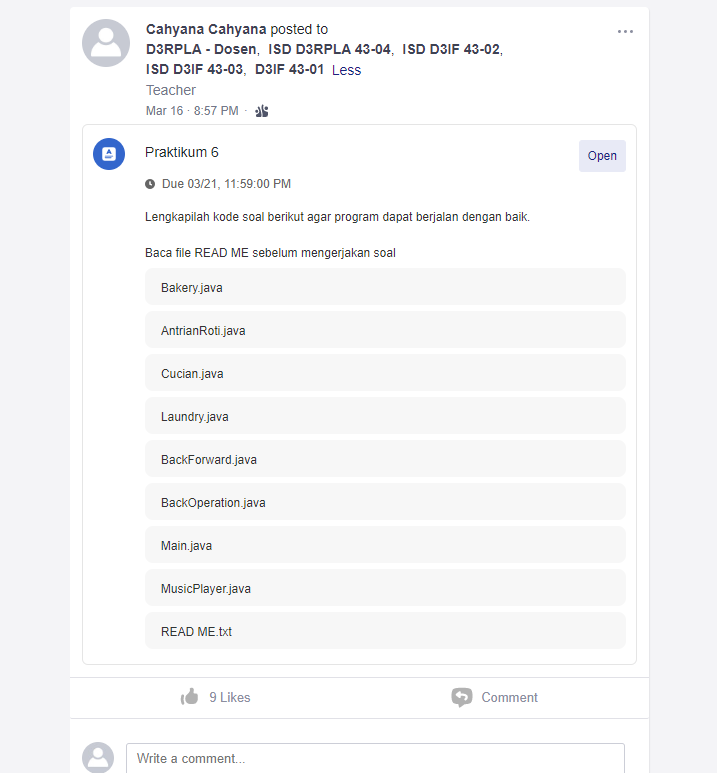 Cahyana Cahyana posted to
D3RPLA - Dosen, ISD D3RPLA 43-04, ISD D3IF 43-02,
ISD D3IF 43-03, D3IF 43-01 Less
Teacher
Mar 16 · 8:57 PM ·
Praktikum 6
Open
Due 03/21, 11:59:00 PM
Lengkapilah kode soal berikut agar program dapat berjalan dengan baik.
Baca file READ ME sebelum mengerjakan soal
Bakery.java
AntrianRoti.java
Cucian.java
Laundry.java
BackForward.java
BackOperation.java
Main.java
MusicPlayer.java
READ ME.txt
9 Likes
Comment
Write a comment...